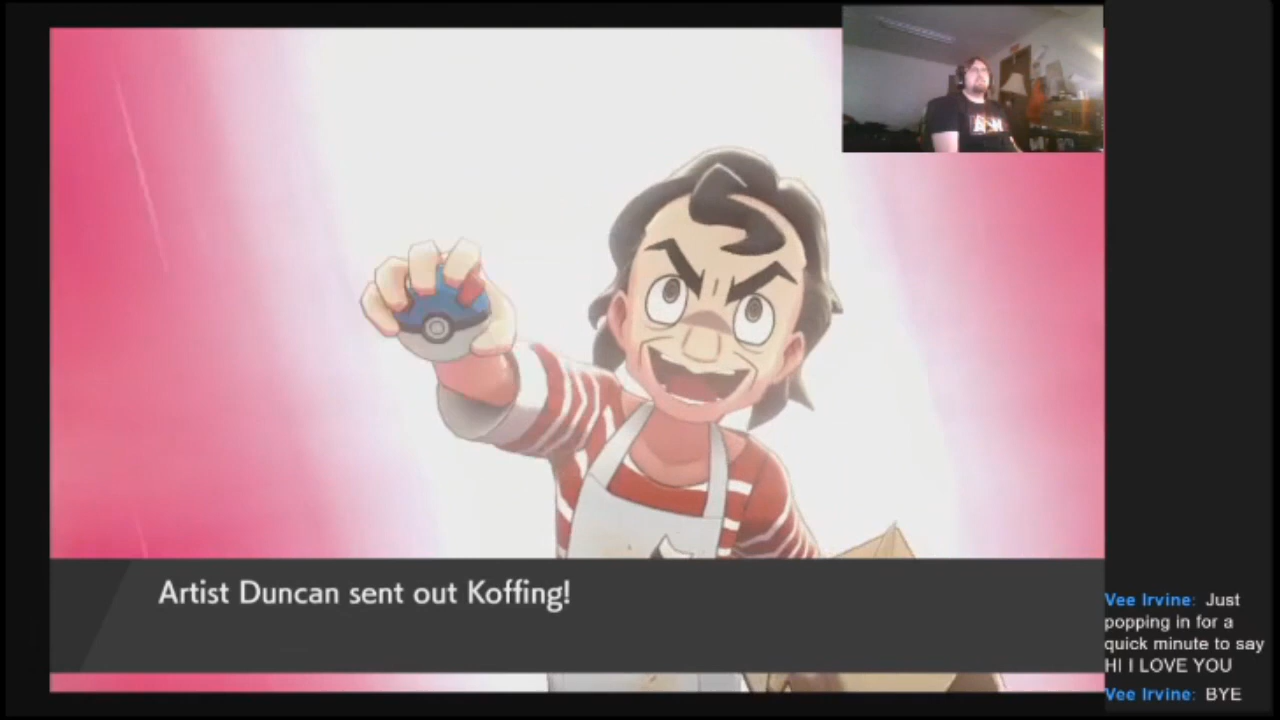 Artist Duncan sent out Koffing!
Vee Irvine: Just
popping in for a
quick minute to say
HI I LOVE YOU
Vee Irvine: BYE